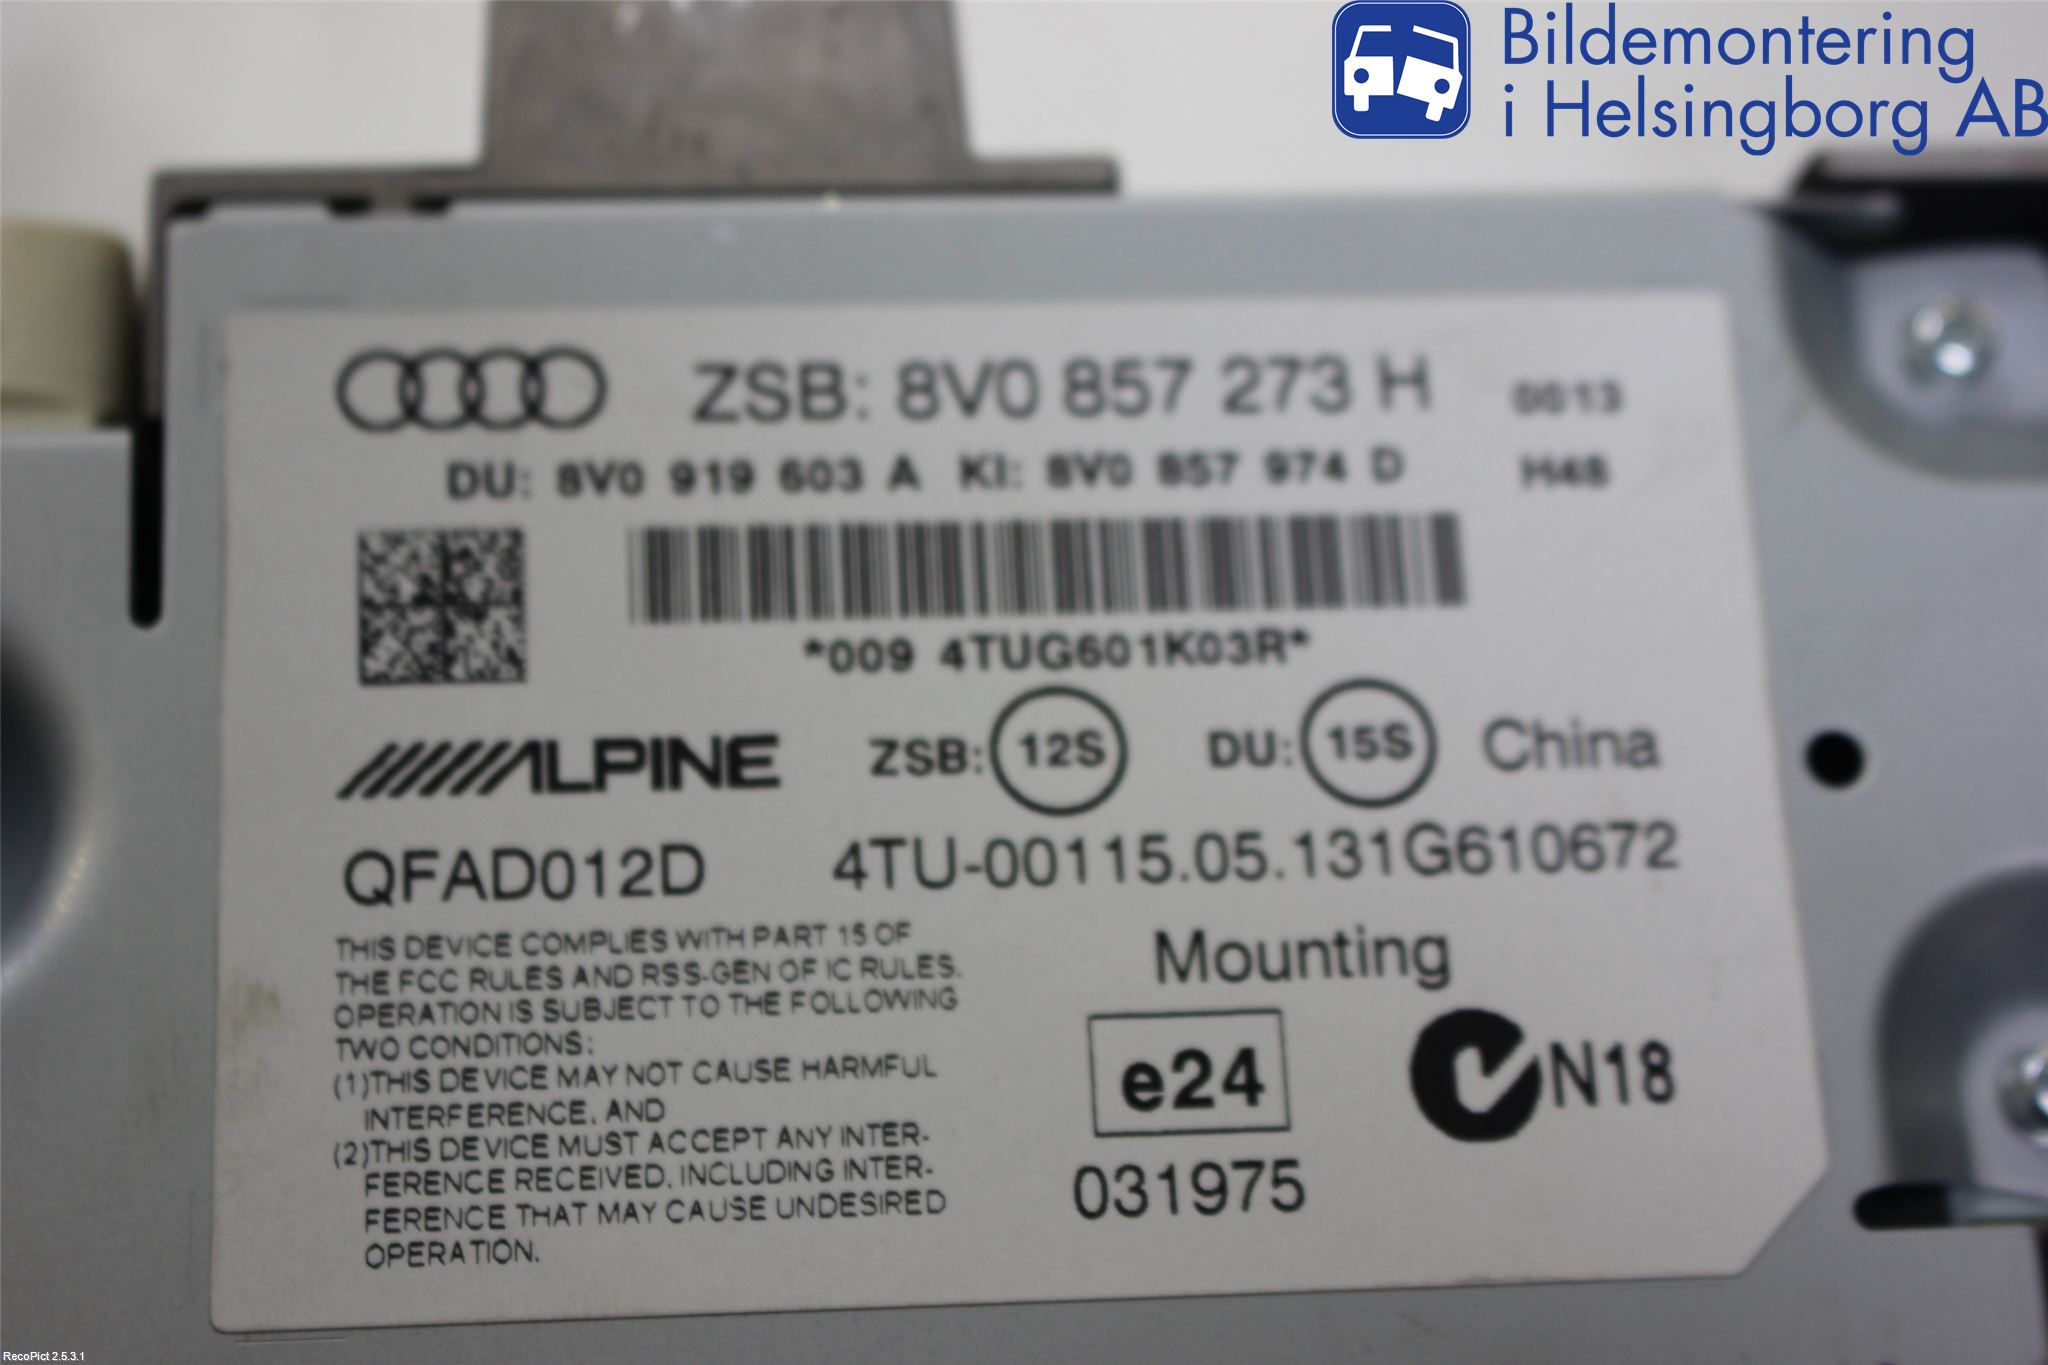 Bildemontering
i Helsingborg AB
ZSB: 8V0 857 273 H 0013
DU: 8V0 919 603 A KI: 8V0 857 974 D H48
*009 4TUG601K03R*
ALPINE ZSB: 12S DU: 15S China
QFAD012D 4TU-00115.05.131G610672
THIS DEVICE COMPLIES WITH PART 15 OF
THE FCC RULES AND RSS-GEN OF IC RULES.
OPERATION IS SUBJECT TO THE FOLLOWING
TWO CONDITIONS:
(1)THIS DEVICE MAY NOT CAUSE HARMFUL
INTERFERENCE, AND
(2)THIS DEVICE MUST ACCEPT ANY INTER-
FERENCE RECEIVED, INCLUDING INTER-
FERENCE THAT MAY CAUSE UNDESIRED
OPERATION.
Mounting
e24
N18
031975
RecoPict 2.5.3.1